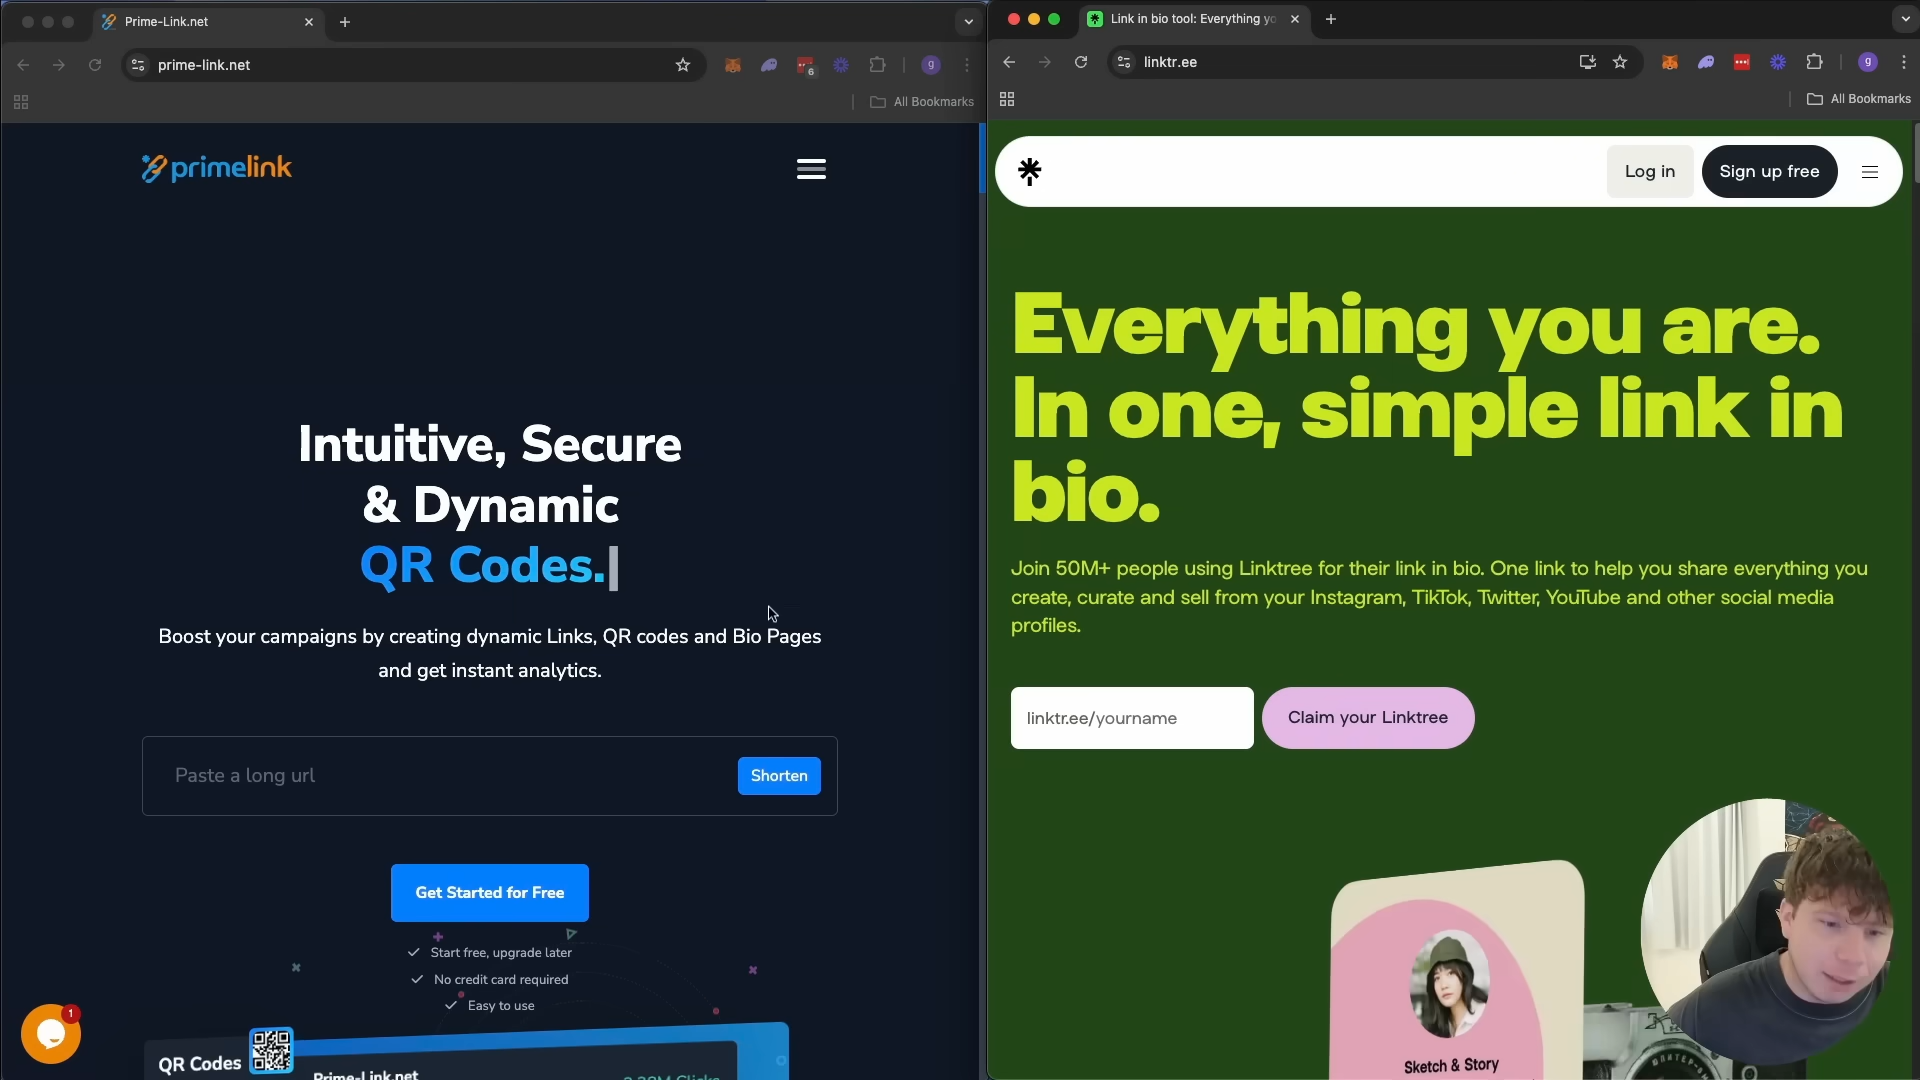 Prime-Link.net
prime-link.net
6
g
All Bookmarks
primelink
Intuitive, Secure
& Dynamic
QR Codes.
Boost your campaigns by creating dynamic Links, QR codes and Bio Pages
and get instant analytics.
Paste a long url
Shorten
Get Started for Free
Start free, upgrade later
No credit card required
Easy to use
1
QR Codes
Prime-Link.net
Clicks
Link in bio tool: Everything yo
linktr.ee
g
All Bookmarks
Log in
Sign up free
Everything you are.
In one, simple link in
bio.
Join 50M+ people using Linktree for their link in bio. One link to help you share everything you
create, curate and sell from your Instagram, TikTok, Twitter, YouTube and other social media
profiles.
linktr.ee/yourname
Claim your Linktree
Sketch & Story